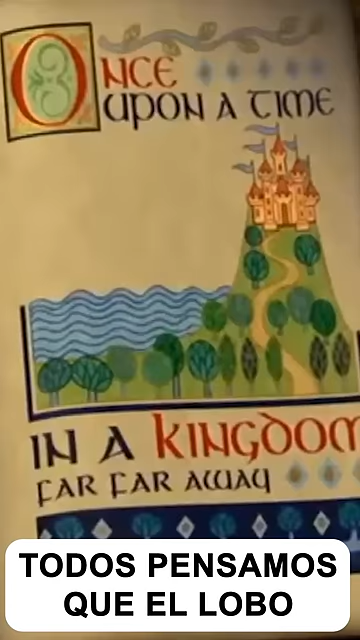 Once
upon a time
in a kingdom
far far away
TODOS PENSAMOS
QUE EL LOBO